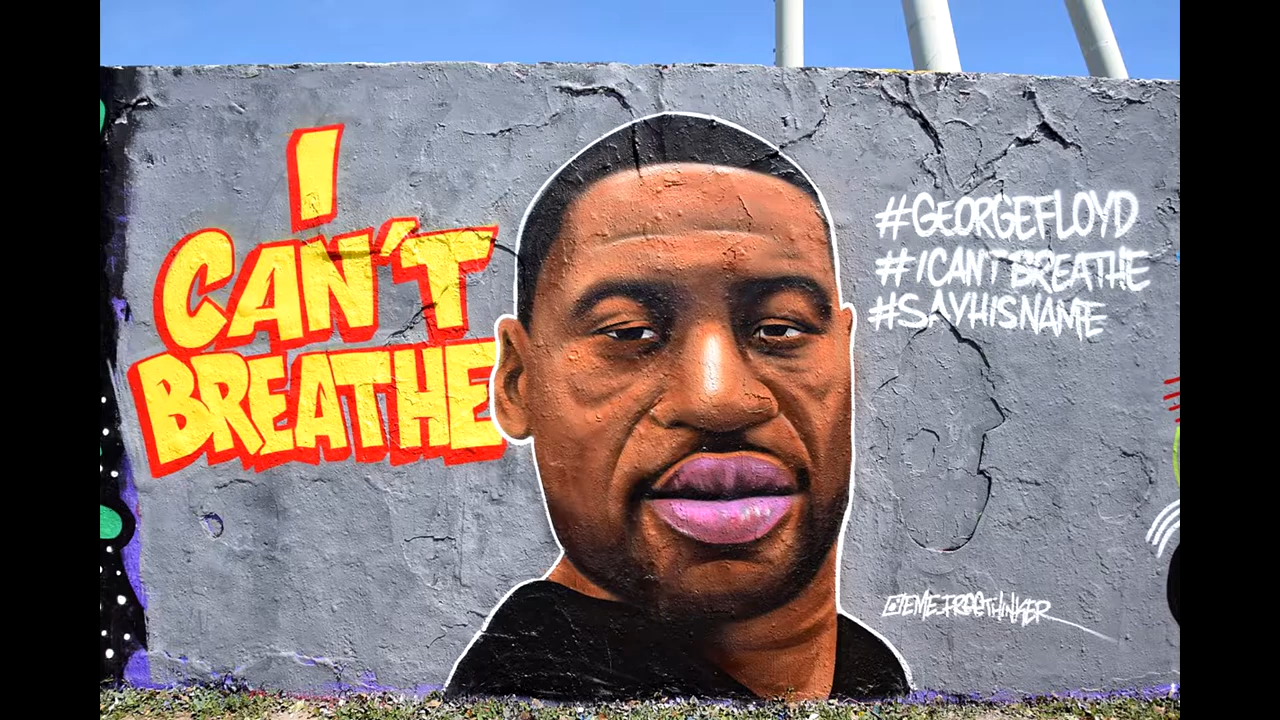 I
CAN'T
BREATHE
#GEORGEFLOYD
#ICANTBREATHE
#SAYHISNAME
@EME_FREETHINKER